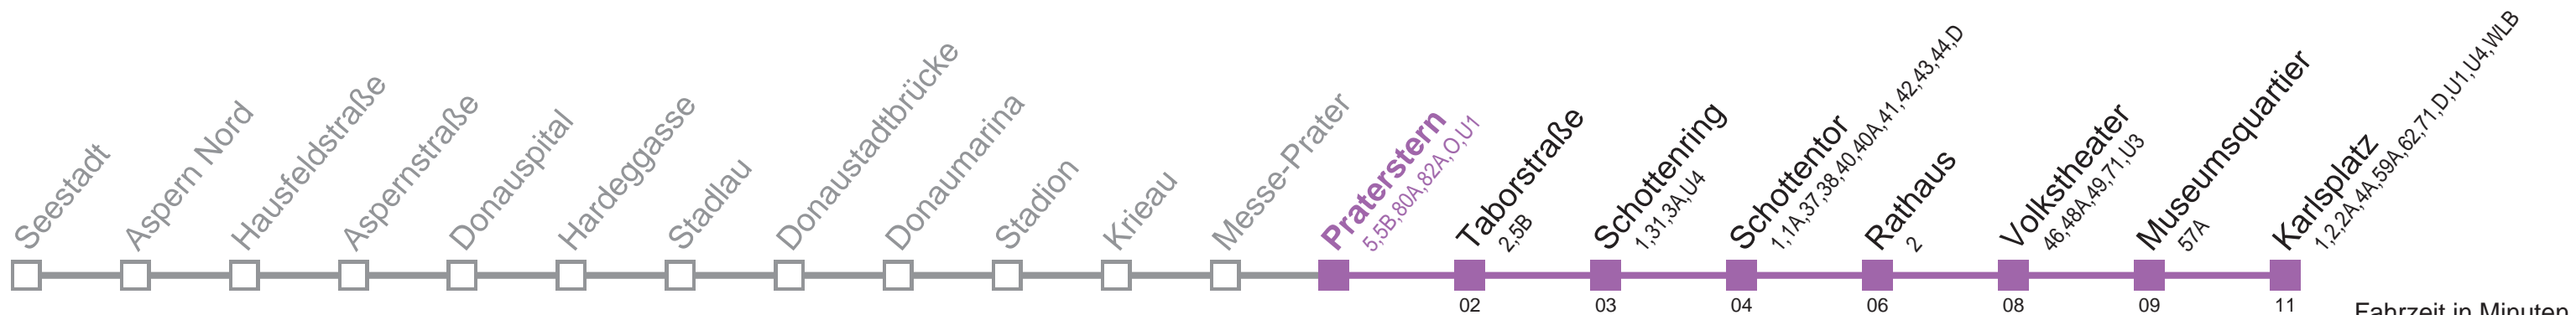 Seestadt
Aspern Nord
Hausfeldstraße
Aspernstraße
Donauspital
Hardeggasse
Stadlau
Donaustadtbrücke
Donaumarina
Stadion
Krieau
Messe-Prater
Praterstern
5,5B,80A,82A,O,U1
Taborstraße
2,5B
Schottenring
1,31,3A,U4
Schottentor
1,1A,37,38,40,40A,41,42,43,44,D
Rathaus
2
Volkstheater
46,48A,49,71,U3
Museumsquartier
57A
Karlsplatz
1,2,2A,4A,59A,62,71,D,U1,U4,WLB
02
03
04
06
08
09
11
Fahrzeit in Minuten